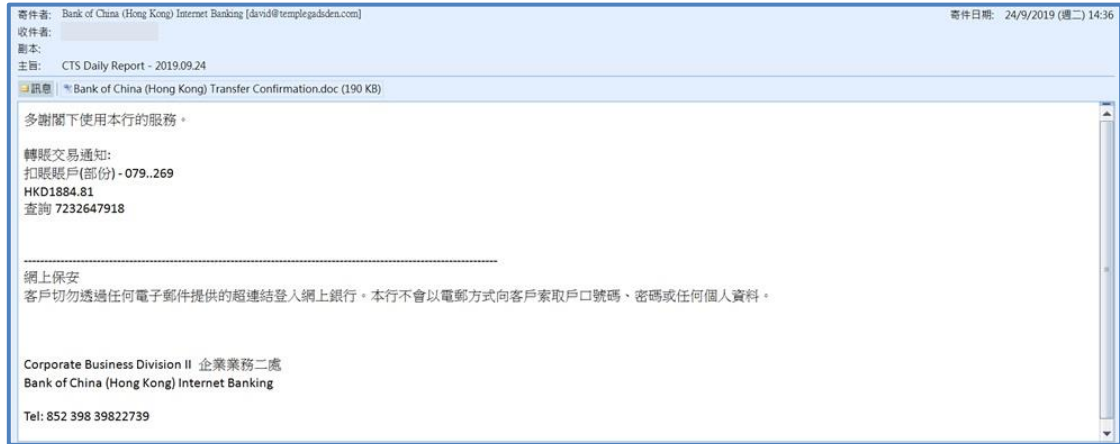 寄件者: Bank of China (Hong Kong) Internet Banking [david@templegadsden.com] 寄件日期: 24/9/2019 (週二) 14:36
收件者:
副本:
主旨: CTS Daily Report - 2019.09.24
訊息 Bank of China (Hong Kong) Transfer Confirmation.doc (190 KB)
多謝閣下使用本行的服務。
轉賬交易通知:
扣賬賬戶(部份) - 079..269
HKD1884.81
查詢 7232647918
--------------------------------------------------------------------------------------------------------------------
網上保安
客戶切勿透過任何電子郵件提供的超連結登入網上銀行。本行不會以電郵方式向客戶索取戶口號碼、密碼或任何個人資料。
Corporate Business Division II 企業業務二處
Bank of China (Hong Kong) Internet Banking
Tel: 852 398 39822739